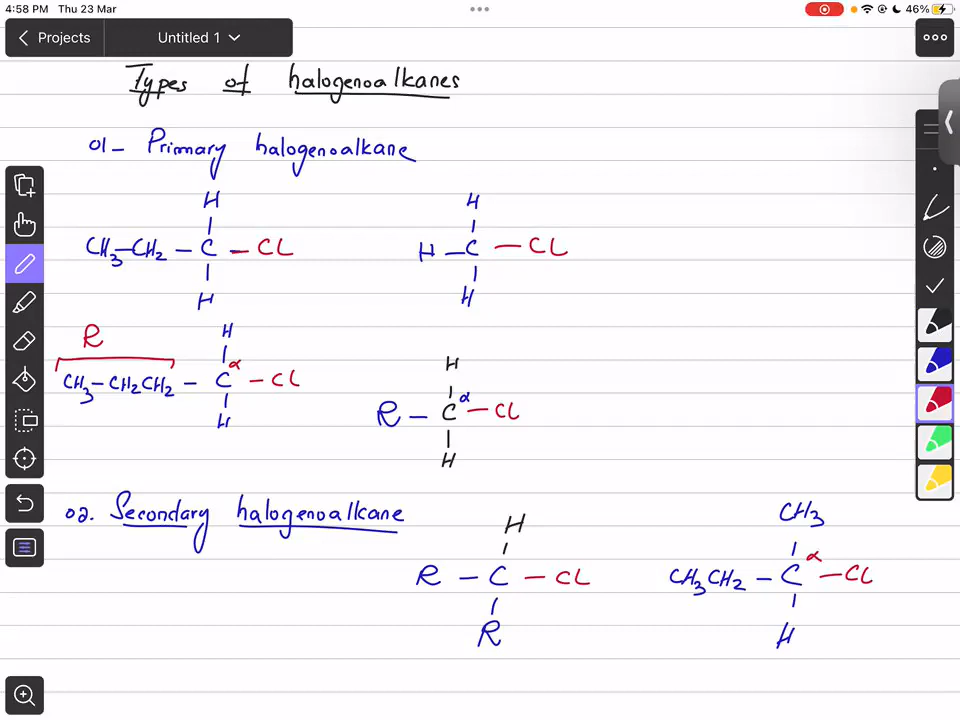 4:58 PM Thu 23 Mar
46%
Projects
Untitled 1
Types of halogenoalkanes
01- Primary halogenoalkane
H
CH3-CH2 - C - CL
H
H
H - C - CL
H
R
H
CH3-CH2CH2 - C α - CL
H
H
R - C α - CL
H
02. Secondary halogenoalkane
H
R - C - CL
R
CH3
CH3CH2 - C α - CL
H